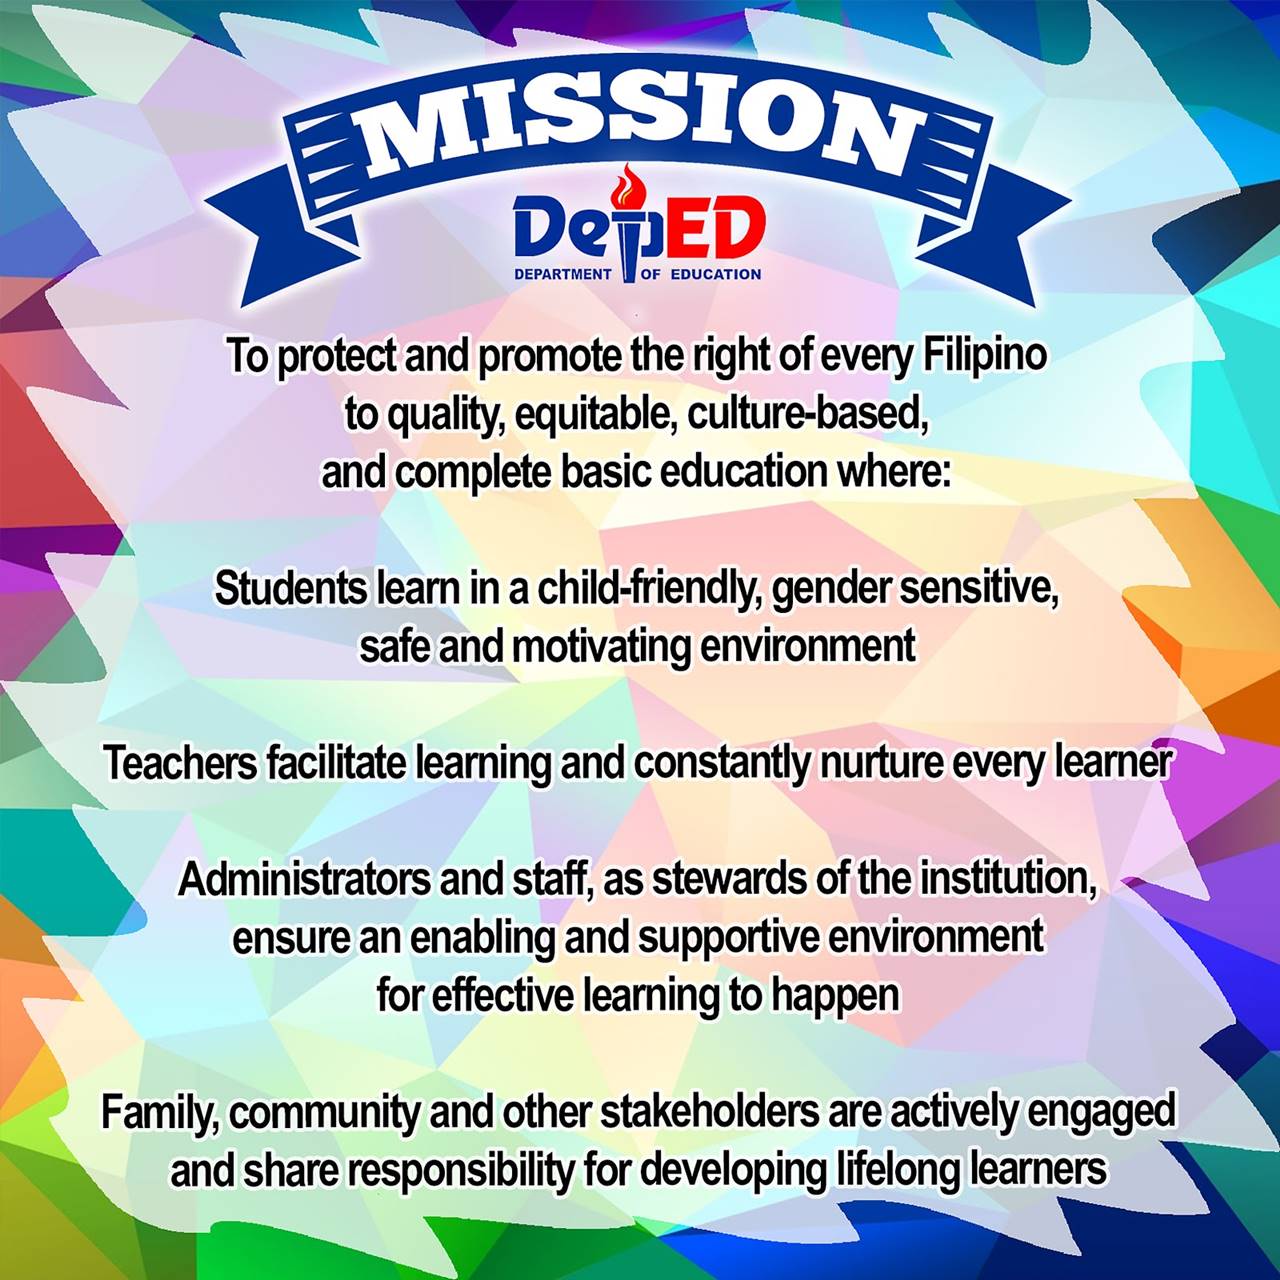 MISSION
DepED
DEPARTMENT OF EDUCATION
To protect and promote the right of every Filipino
to quality, equitable, culture-based,
and complete basic education where:
Students learn in a child-friendly, gender sensitive,
safe and motivating environment
Teachers facilitate learning and constantly nurture every learner
Administrators and staff, as stewards of the institution,
ensure an enabling and supportive environment
for effective learning to happen
Family, community and other stakeholders are actively engaged
and share responsibility for developing lifelong learners